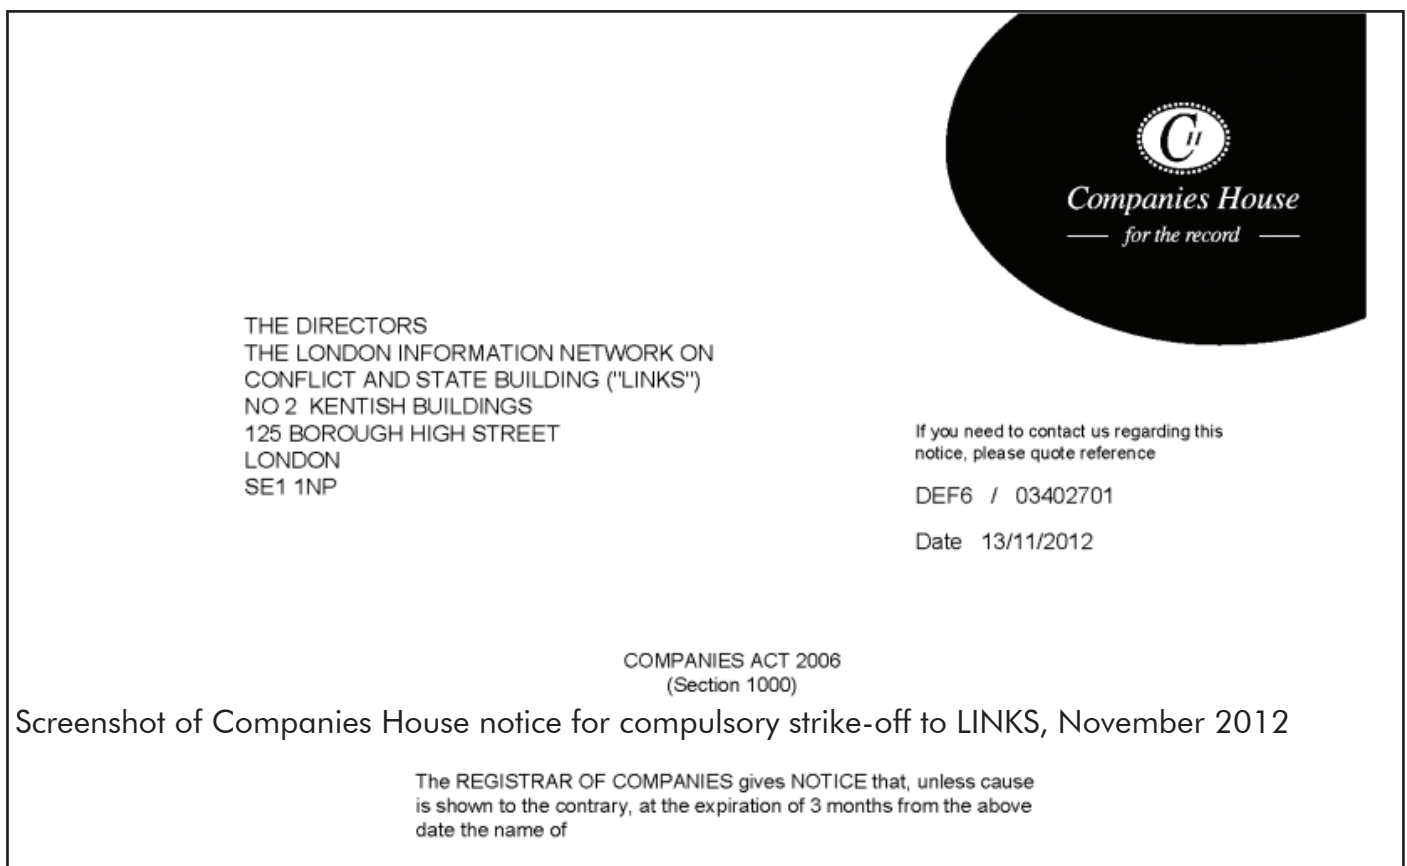 CH
Companies House
for the record
THE DIRECTORS
THE LONDON INFORMATION NETWORK ON
CONFLICT AND STATE BUILDING ("LINKS")
NO 2 KENTISH BUILDINGS
125 BOROUGH HIGH STREET
LONDON
SE1 1NP
If you need to contact us regarding this
notice, please quote reference
DEF6 / 03402701
Date 13/11/2012
COMPANIES ACT 2006
(Section 1000)
Screenshot of Companies House notice for compulsory strike-off to LINKS, November 2012
The REGISTRAR OF COMPANIES gives NOTICE that, unless cause
is shown to the contrary, at the expiration of 3 months from the above
date the name of